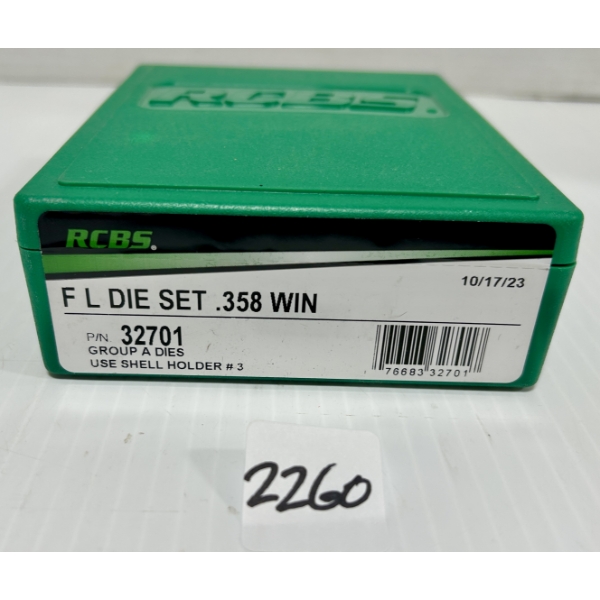 RCBS
RCBS.
10/17/23
F L DIE SET .358 WIN
P/N 32701
GROUP A DIES
USE SHELL HOLDER # 3
76683 32701
2260